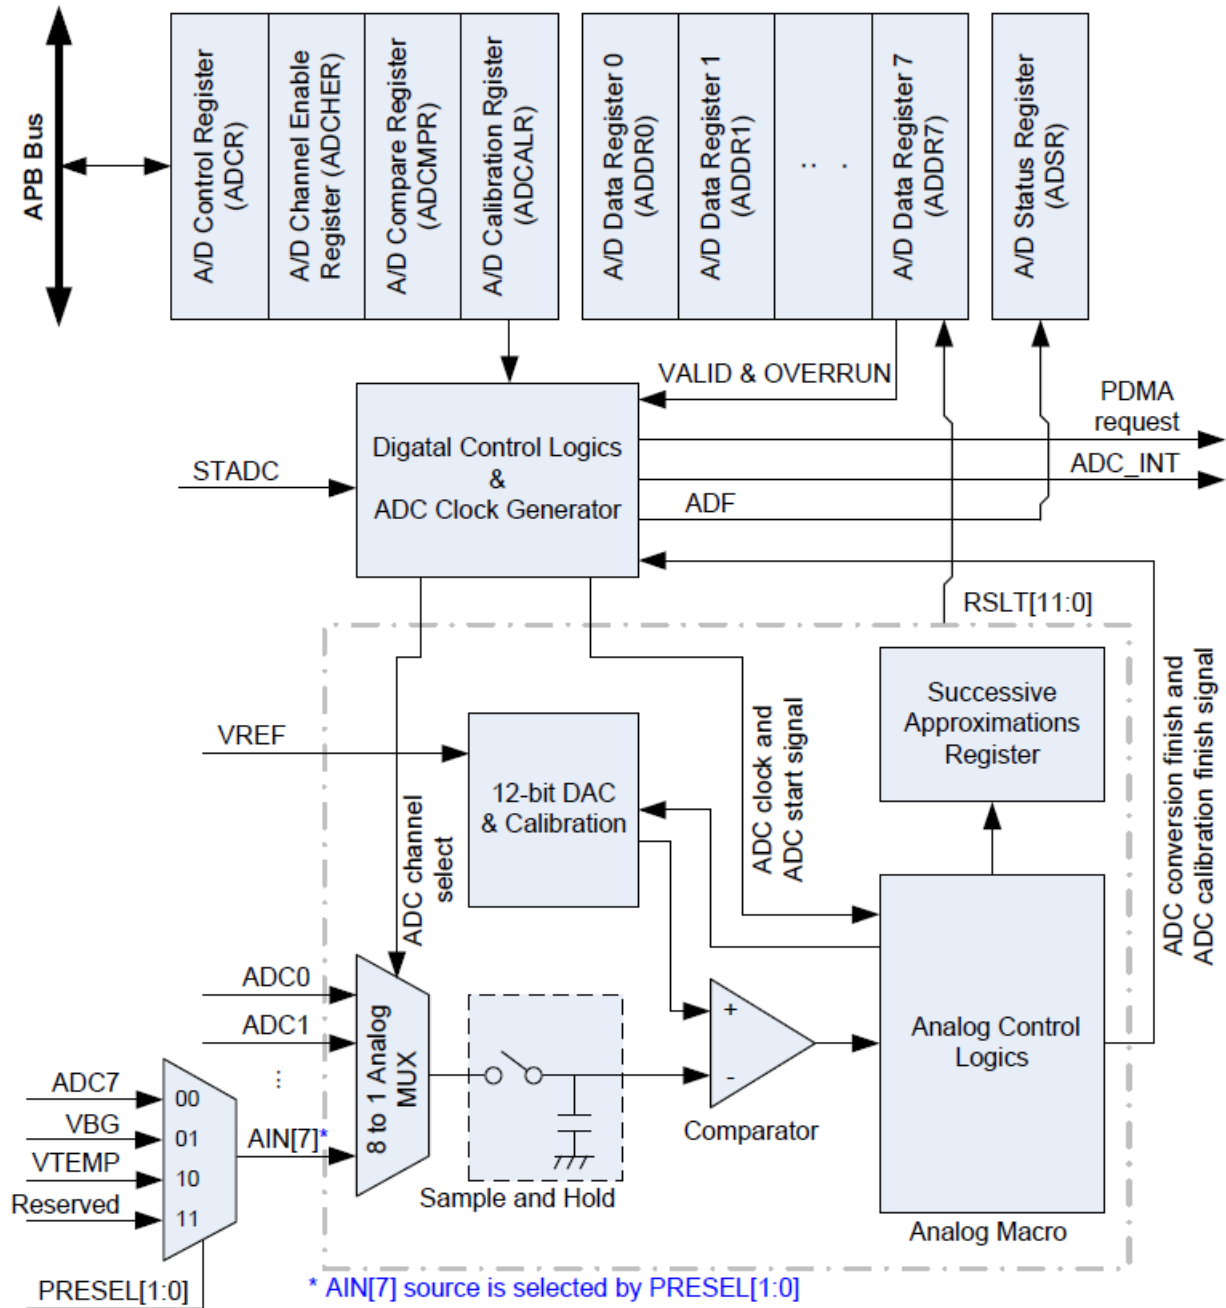 APB Bus
A/D Control Register
(ADCR)
A/D Channel Enable
Register (ADCHER)
A/D Compare Register
(ADCMPR)
A/D Calibration Rgister
(ADCALR)
A/D Data Register 0
(ADDR0)
A/D Data Register 1
(ADDR1)
:: .
A/D Data Register 7
(ADDR7)
A/D Status Register
(ADSR)
VALID & OVERRUN
PDMA
request
Digatal Control Logics
&
ADC Clock Generator
STADC
ADC_INT
ADF
RSLT[11:0]
Successive
Approximations
Register
VREF
12-bit DAC
& Calibration
ADC channel
select
ADC clock and
ADC start signal
ADC conversion finish and
ADC calibration finish signal
ADC0
ADC1
...
8 to 1 Analog
MUX
+
-
Comparator
Analog Control
Logics
ADC7
00
VBG
01
VTEMP
10
Reserved
11
AIN[7]*
Sample and Hold
Analog Macro
PRESEL[1:0]
* AIN[7] source is selected by PRESEL[1:0]